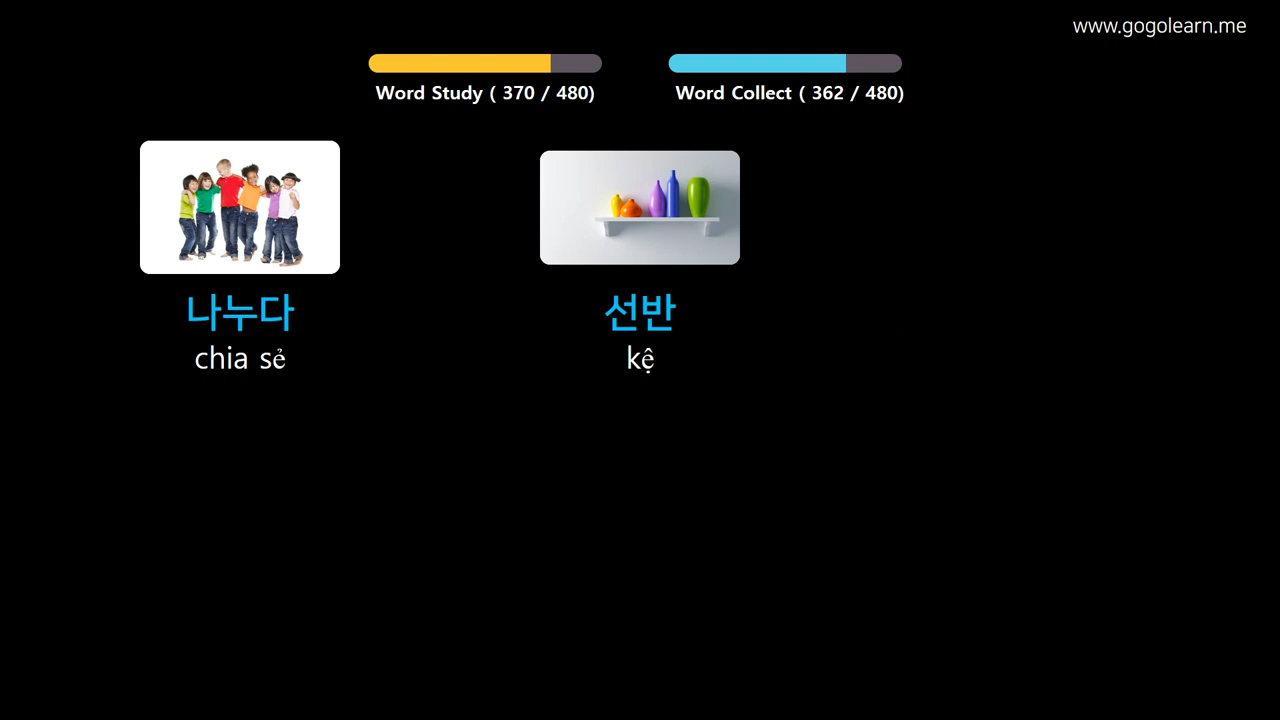 www.gogolearn.me
Word Study ( 370 / 480)
Word Collect ( 362 / 480)
나누다
선반
chia sẻ
kệ